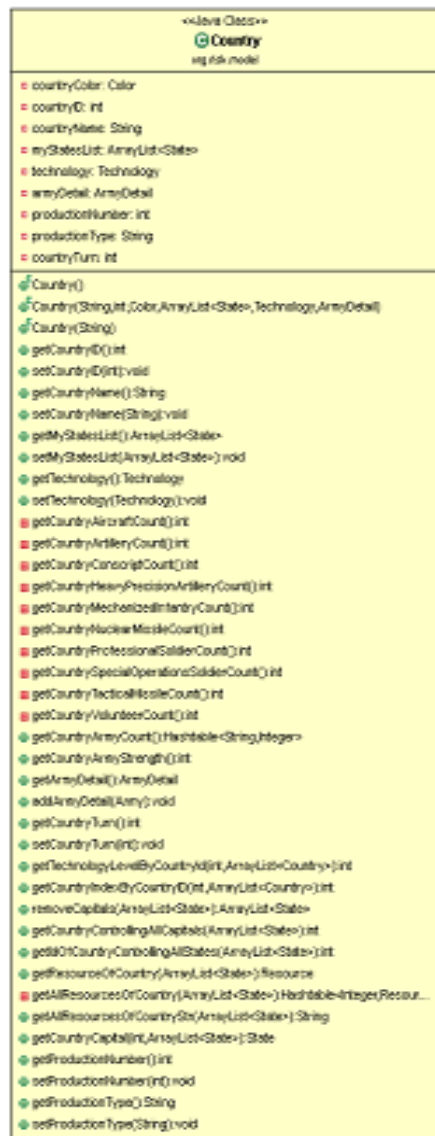 <<Java Class>>
Country
org.risk.model
countryColor: Color
countryID: int
countryName: String
myStatesList: ArrayList<State>
technology: Technology
armyDetail: ArmyDetail
productionNumber: int
productionType: String
countryTurn: int
Country()
Country(String,int,Color,ArrayList<State>,Technology,ArmyDetail)
Country(String)
getCountryID():int
setCountryID(int):void
getCountryName():String
setCountryName(String):void
getMyStatesList():ArrayList<State>
setMyStatesList(ArrayList<State>):void
getTechnology():Technology
setTechnology(Technology):void
getCountryAircraftCount():int
getCountryArtilleryCount():int
getCountryConscriptCount():int
getCountryHeavyPrecisionArtilleryCount():int
getCountryMechanizedInfantryCount():int
getCountryNuclearMissileCount():int
getCountryProfessionalSoldierCount():int
getCountrySpecialOperationsSoldierCount():int
getCountryTacticalMissileCount():int
getCountryVolunteerCount():int
getCountryArmyCount():Hashtable<String,Integer>
getCountryArmyStrength():int
getArmyDetail():ArmyDetail
addArmyDetail(Army):void
getCountryTurn():int
setCountryTurn(int):void
getTechnologyLevelByCountryId(int,ArrayList<Country>):int
getCountryIndexByCountryID(int,ArrayList<Country>):int
removeCapitals(ArrayList<State>):ArrayList<State>
getCountryControllingAllCapitals(ArrayList<State>):int
getIdOfCountryControllingAllStates(ArrayList<State>):int
getResourceOfCountry(ArrayList<State>):Resource
getAllResourcesOfCountry(ArrayList<State>):Hashtable<Integer,Resour...
getAllResourcesOfCountryStr(ArrayList<State>):String
getCountryCapital(int,ArrayList<State>):State
getProductionNumber():int
setProductionNumber(int):void
getProductionType():String
setProductionType(String):void